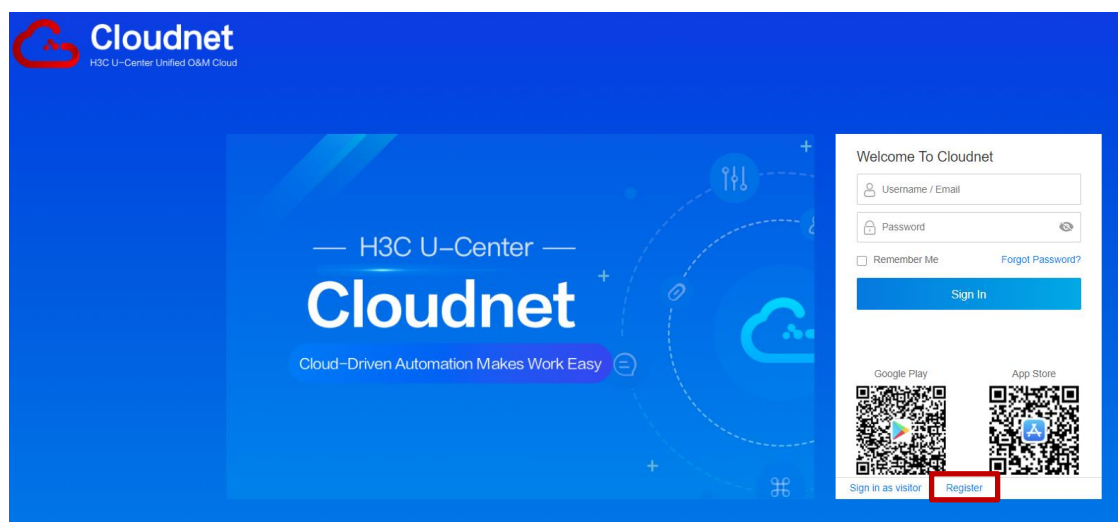 Cloudnet
H3C U-Center Unified O&M Cloud
H3C U-Center
Cloudnet
Cloud-Driven Automation Makes Work Easy
Welcome To Cloudnet
Username / Email
Password
Remember Me Forgot Password?
Sign In
Google Play App Store
Sign in as visitor Register